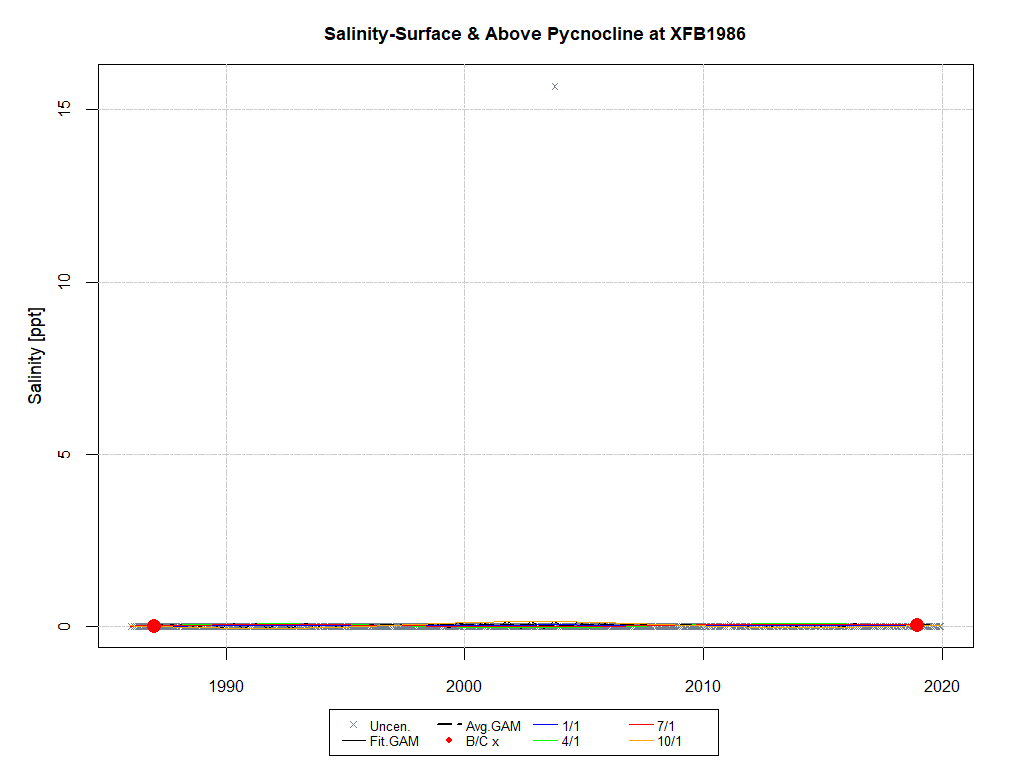 Salinity-Surface & Above Pycnocline at XFB1986
Salinity [ppt]
15
10
5
0
1990 2000 2010 2020
Uncen. Avg.GAM 1/1 7/1
Fit.GAM B/C x 4/1 10/1